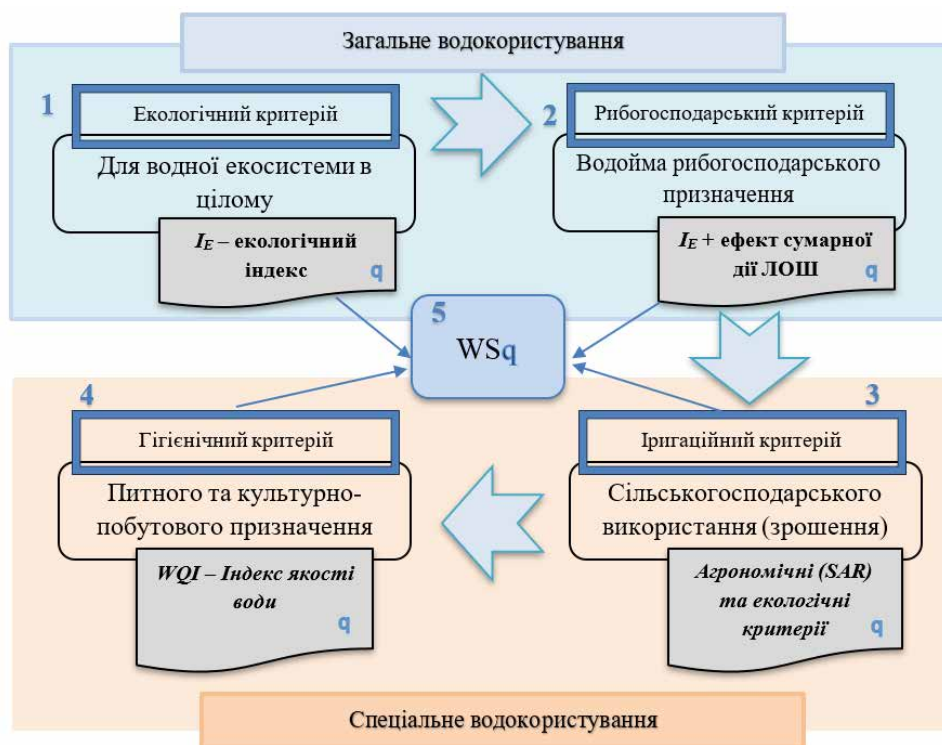 Загальне водокористування
1
Екологічний критерій
Для водної екосистеми в
цілому
I_E – екологічний
індекс
q
2
Рибогосподарський критерій
Водойма рибогосподарського
призначення
I_E + ефект сумарної
дії ЛОШ
q
5
WSq
4
Гігієнічний критерій
Питного та культурно-
побутового призначення
WQI – Індекс якості
води
q
3
Іригаційний критерій
Сільськогосподарського
використання (зрошення)
Агрономічні (SAR)
та екологічні
критерії
q
Спеціальне водокористування